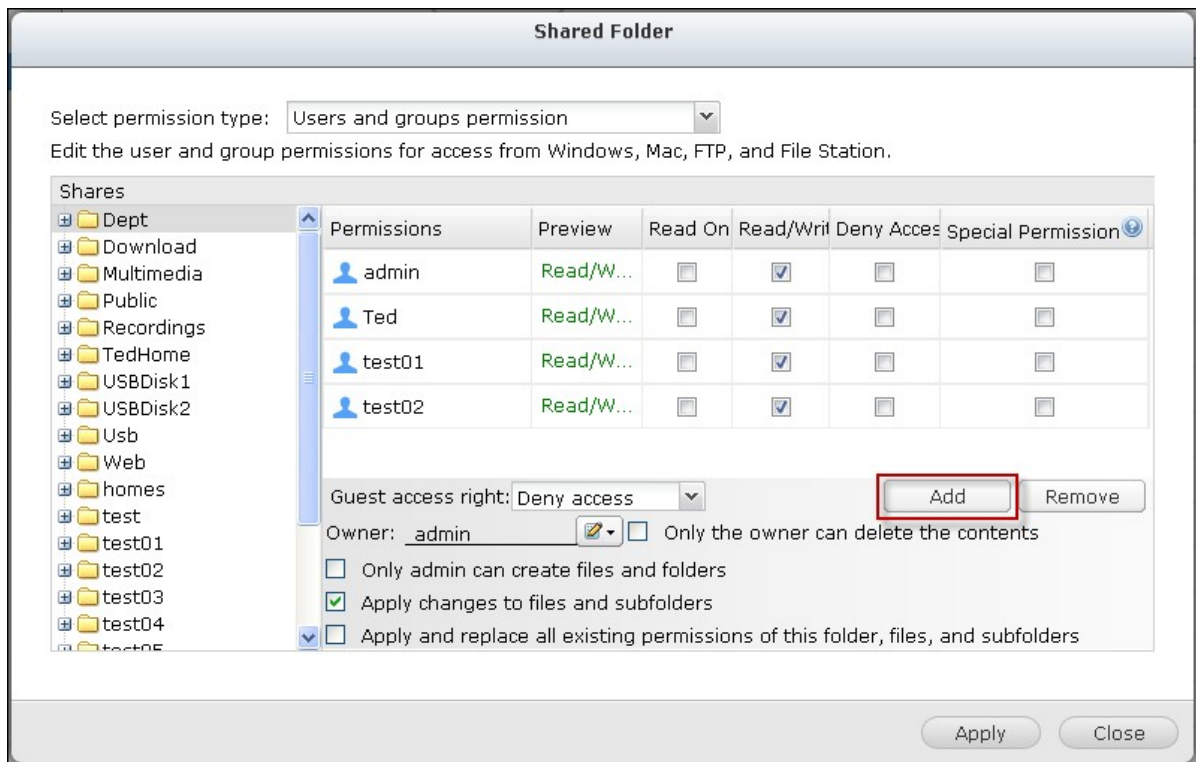 Shared Folder
Select permission type: Users and groups permission
Edit the user and group permissions for access from Windows, Mac, FTP, and File Station.
Shares
Dept
Download
Multimedia
Public
Recordings
TedHome
USBDisk1
USBDisk2
Usb
Web
homes
test
test01
test02
test03
test04
test05
Permissions Preview Read On Read/Writ Deny Acces Special Permission
admin Read/W...
Ted Read/W...
test01 Read/W...
test02 Read/W...
Guest access right: Deny access Add Remove
Owner: admin Only the owner can delete the contents
Only admin can create files and folders
Apply changes to files and subfolders
Apply and replace all existing permissions of this folder, files, and subfolders
Apply Close